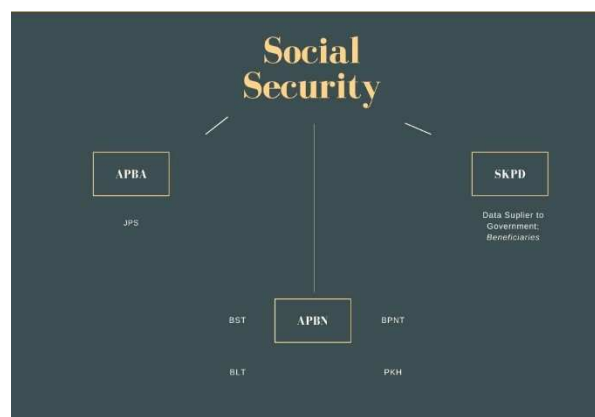 Social
Security
APBA
SKPD
JPS
Data Suplier to
Government;
Beneficiaries
BST
APBN
BPNT
BLT
PKH